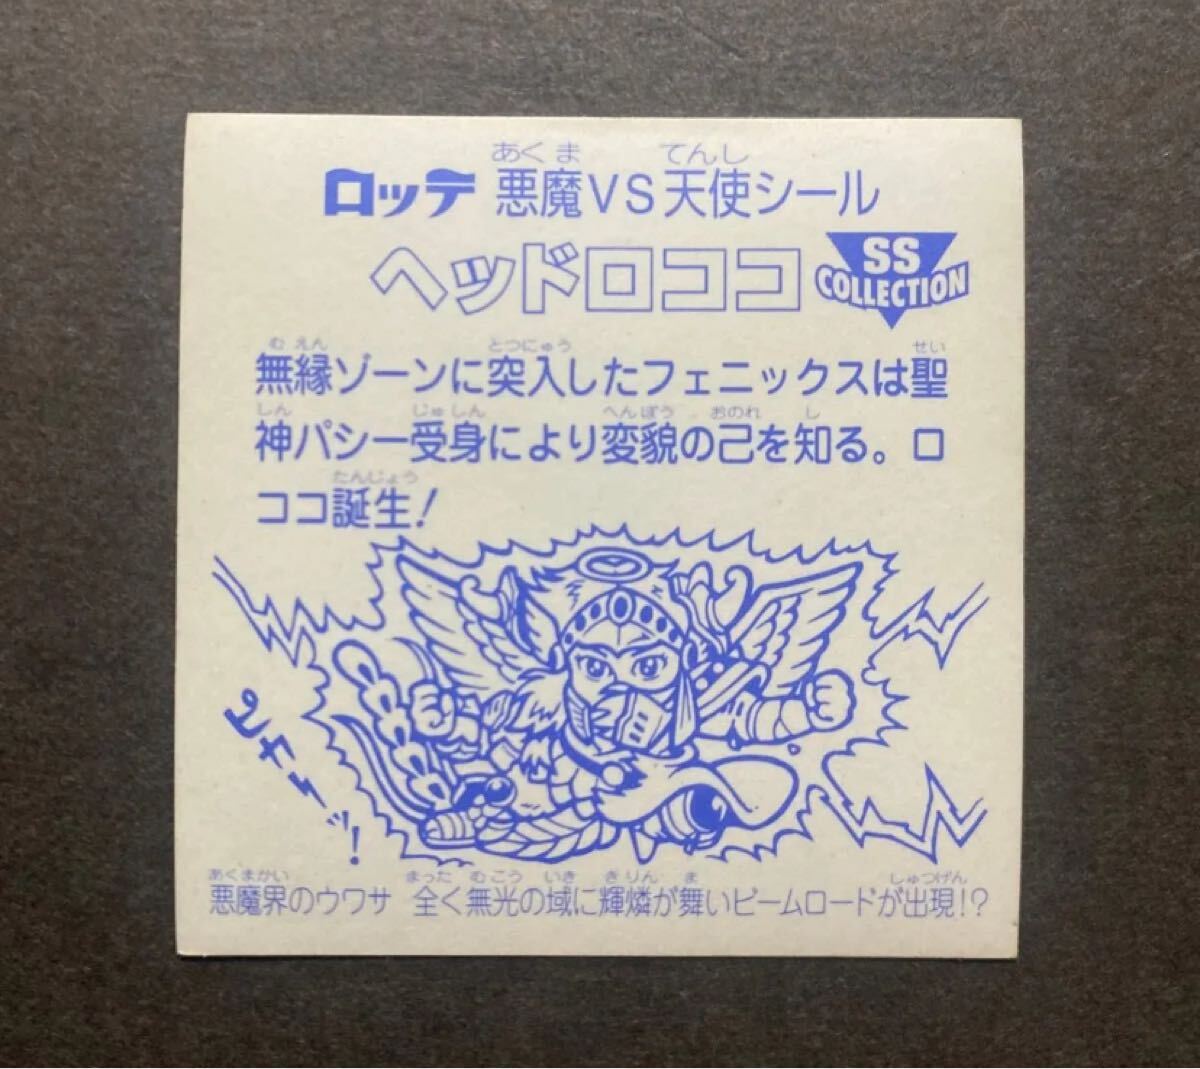 あくま てんし
ロッテ 悪魔VS天使シール
ヘッドロココ
SS
COLLECTION
むえん とつにゅう せい
無縁ゾーンに突入したフェニックスは聖
しん じゅしん へんぼう おのれ し
神パシー受身により変貌の己を知る。ロ
たんじょう
ココ誕生!
ピカーッ!
あくまかい まった むこう いき きりん ま しゅつげん
悪魔界のウワサ 全く無光の域に輝燐が舞いビームロードが出現!?